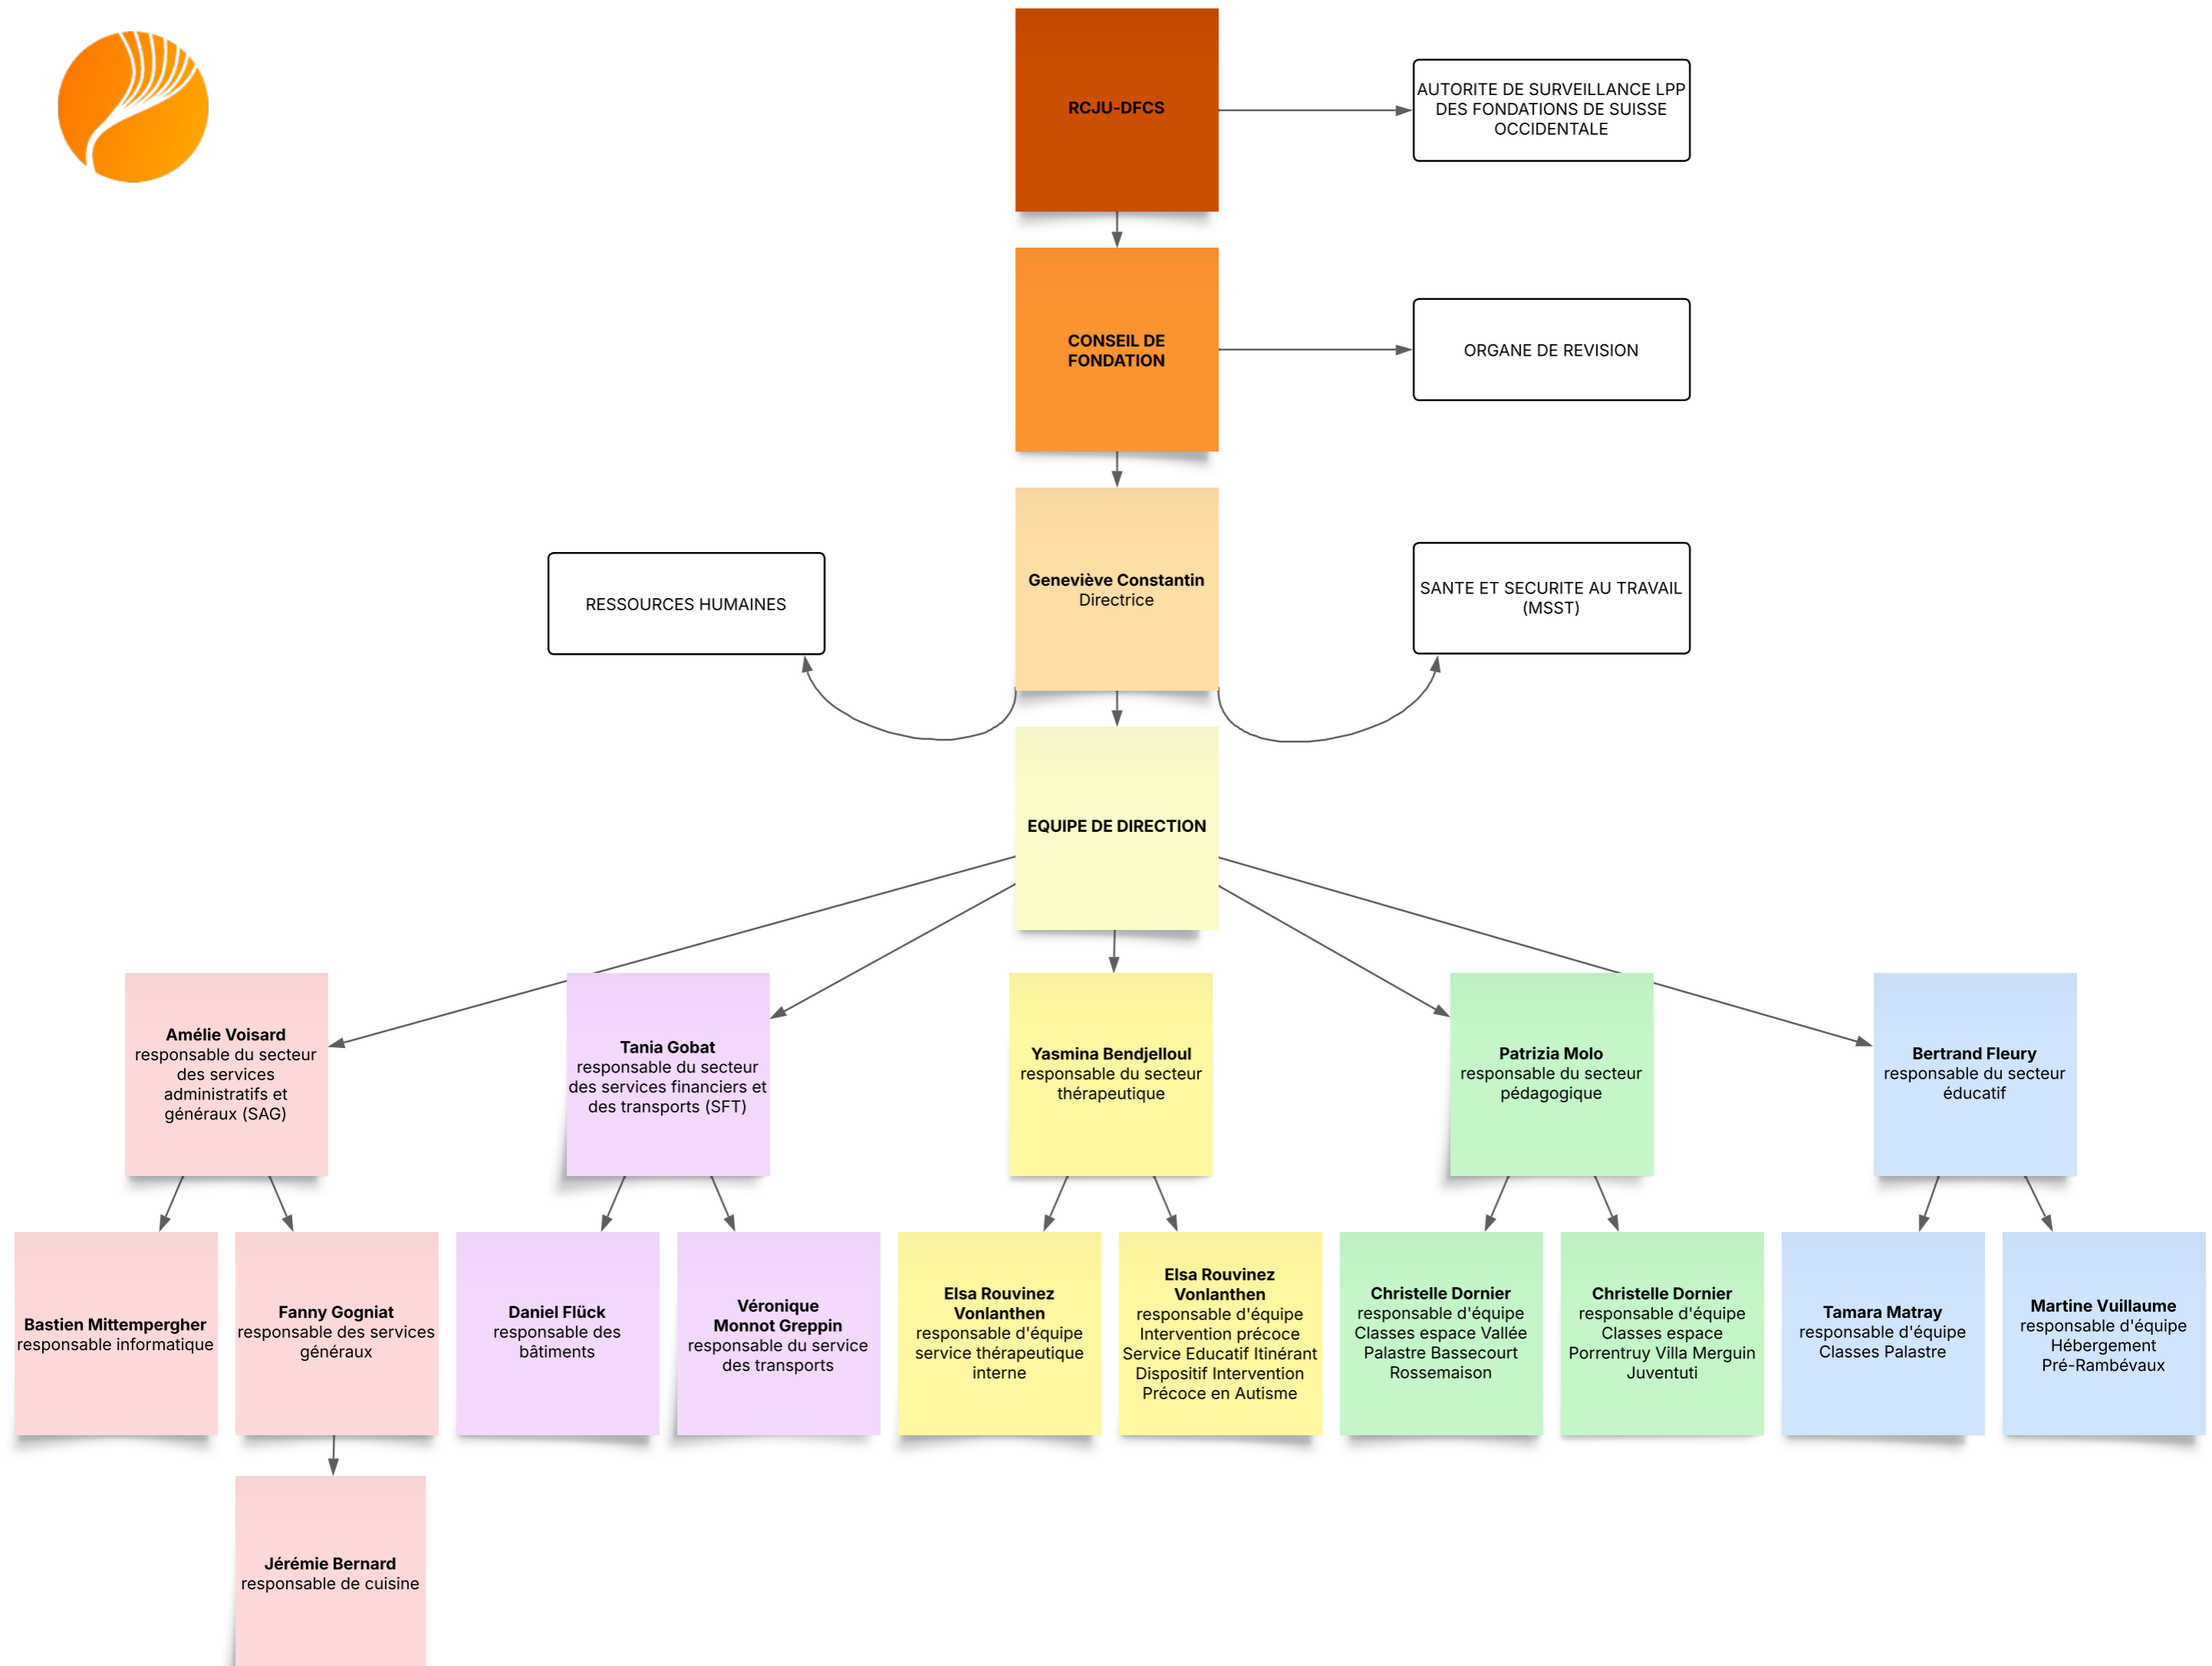 RCJU-DFCS
AUTORITE DE SURVEILLANCE LPP
DES FONDATIONS DE SUISSE
OCCIDENTALE
CONSEIL DE
FONDATION
ORGANE DE REVISION
Geneviève Constantin
Directrice
RESSOURCES HUMAINES
SANTE ET SECURITE AU TRAVAIL
(MSST)
EQUIPE DE DIRECTION
Amélie Voisard
responsable du secteur
des services
administratifs et
généraux (SAG)
Tania Gobat
responsable du secteur
des services financiers et
des transports (SFT)
Yasmina Bendjelloul
responsable du secteur
thérapeutique
Patrizia Molo
responsable du secteur
pédagogique
Bertrand Fleury
responsable du secteur
éducatif
Bastien Mittempergher
responsable informatique
Fanny Gogniat
responsable des services
généraux
Daniel Flück
responsable des
bâtiments
Véronique
Monnot Greppin
responsable du service
des transports
Elsa Rouvinez
Vonlanthen
responsable d'équipe
service thérapeutique
interne
Elsa Rouvinez
Vonlanthen
responsable d'équipe
Intervention précoce
Service Educatif Itinérant
Dispositif Intervention
Précoce en Autisme
Christelle Dornier
responsable d'équipe
Classes espace Vallée
Palastre Bassecourt
Rossemaison
Christelle Dornier
responsable d'équipe
Classes espace
Porrentruy Villa Merguin
Juventuti
Tamara Matray
responsable d'équipe
Classes Palastre
Martine Vuillaume
responsable d'équipe
Hébergement
Pré-Rambévaux
Jérémie Bernard
responsable de cuisine